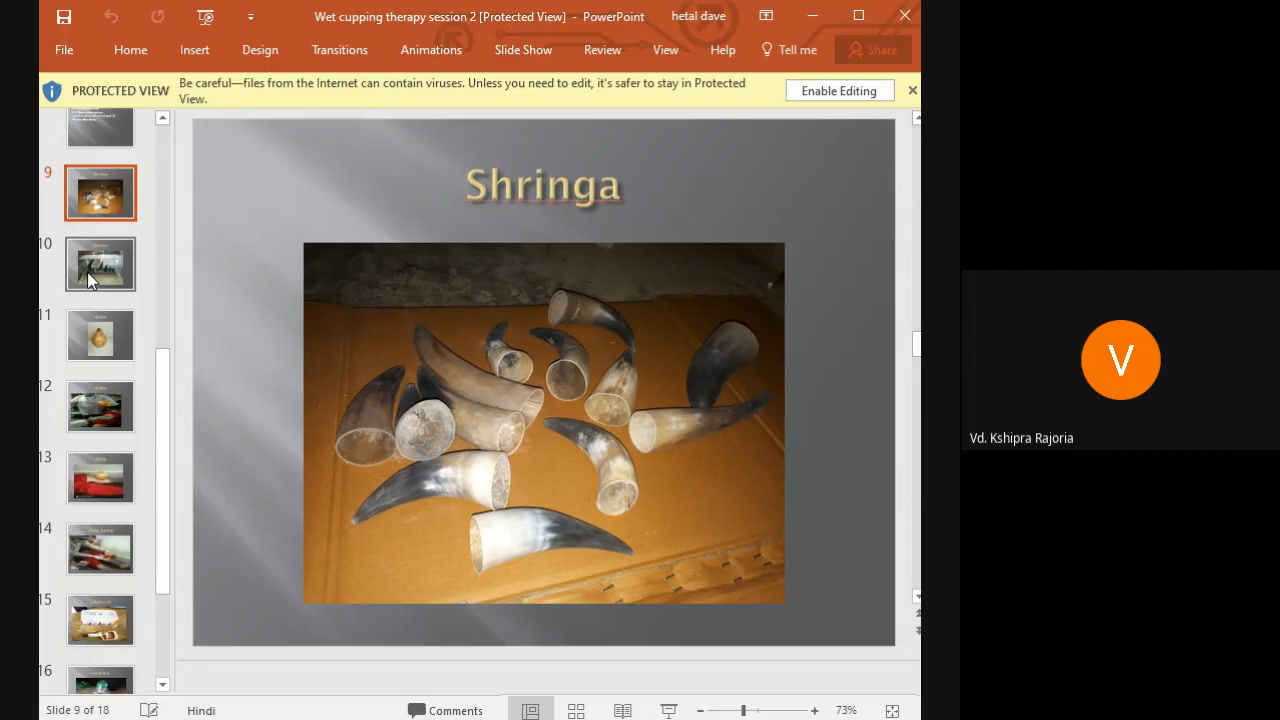 Wet cupping therapy session 2 [Protected View] - PowerPoint
hetal dave
File Home Insert Design Transitions Animations Slide Show Review View Help Tell me Share
PROTECTED VIEW
Be careful—files from the Internet can contain viruses. Unless you need to edit, it's safer to stay in Protected
View.
Enable Editing
9
10
11
12
13
14
15
16
Shringa
V
Vd. Kshipra Rajoria
Slide 9 of 18
Hindi
Comments
73%